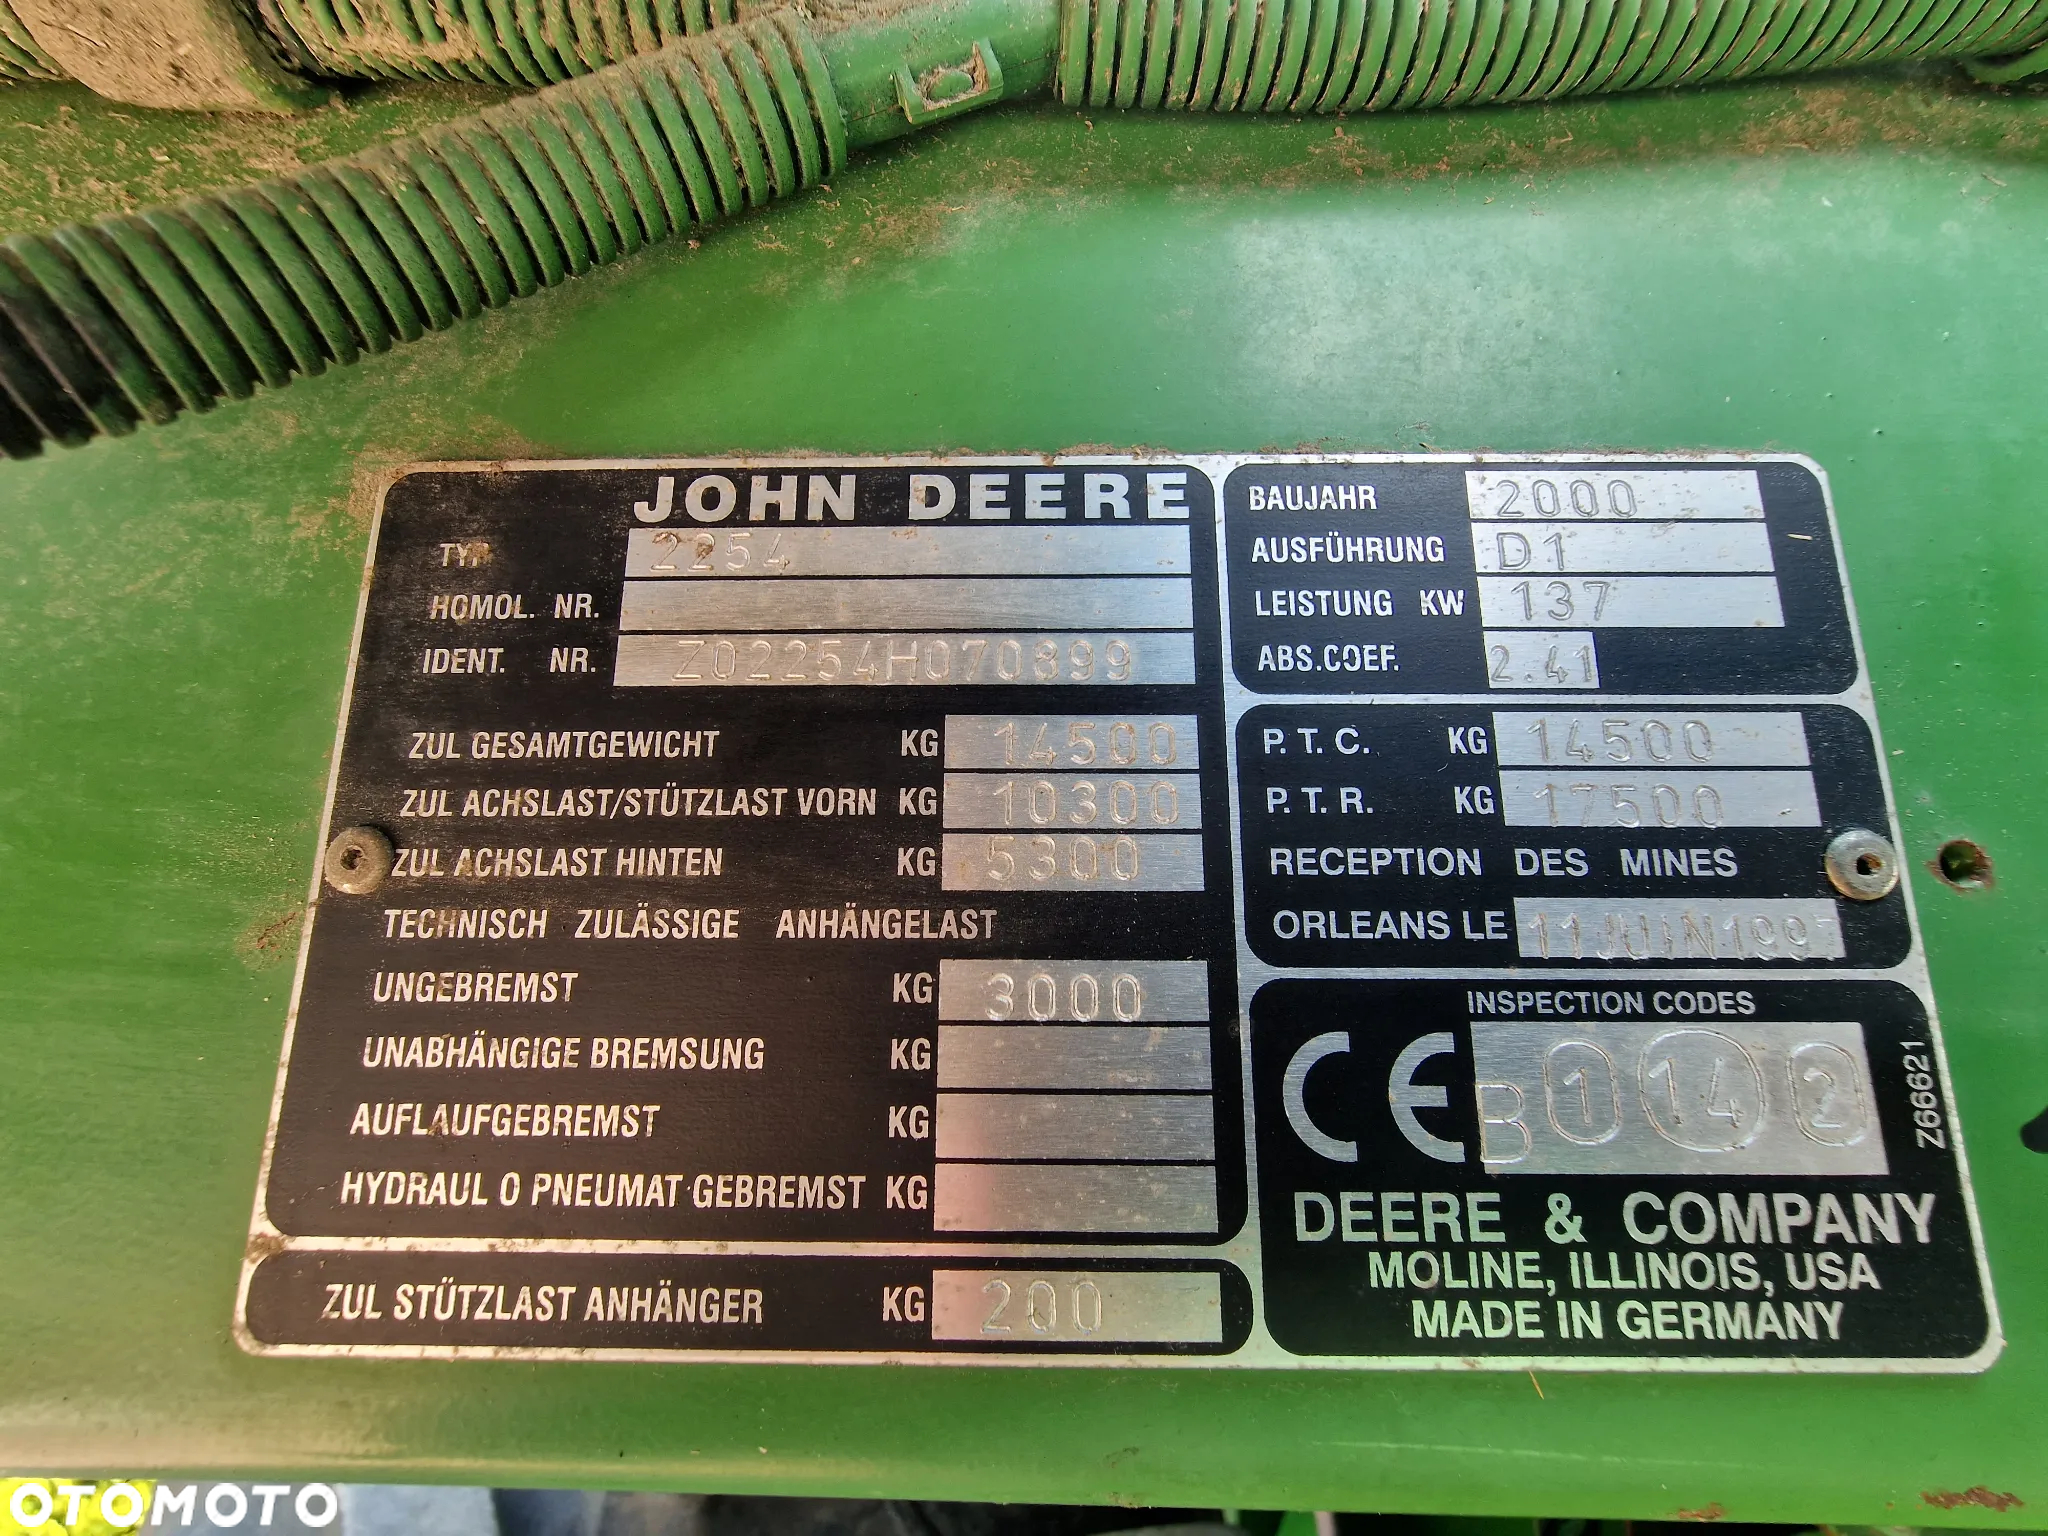 JOHN DEERE
TYP 2254
HOMOL. NR.
IDENT. NR. Z02254H070899
ZUL GESAMTGEWICHT KG 14500
ZUL ACHSLAST/STÜTZLAST VORN KG 10300
ZUL ACHSLAST HINTEN KG 5300
TECHNISCH ZULÄSSIGE ANHÄNGELAST
UNGEBREMST KG 3000
UNABHÄNGIGE BREMSUNG KG
AUFLAUFGEBREMST KG
HYDRAUL O PNEUMAT GEBREMST KG
ZUL STÜTZLAST ANHÄNGER KG 200
BAUJAHR 2000
AUSFÜHRUNG D1
LEISTUNG KW 137
ABS.COEF. 2.41
P. T. C. KG 14500
P. T. R. KG 17500
RECEPTION DES MINES
ORLEANS LE 11JUIN1997
INSPECTION CODES
CE B 1 14 2
Z66621
DEERE & COMPANY
MOLINE, ILLINOIS, USA
MADE IN GERMANY
OTOMOTO